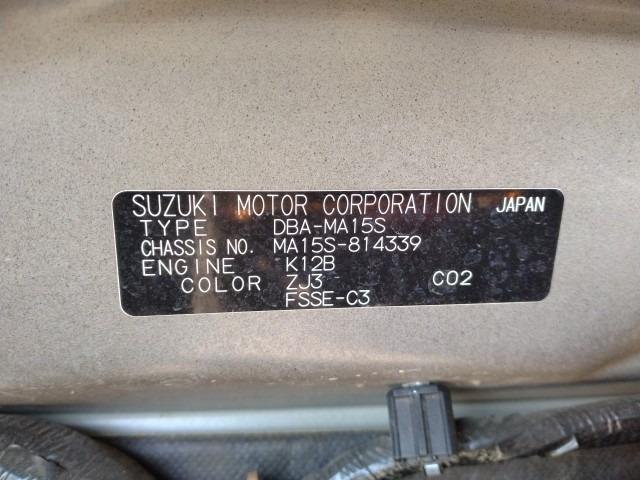 SUZUKI MOTOR CORPORATION JAPAN
TYPE DBA-MA15S
CHASSIS NO. MA15S-814339
ENGINE K12B
COLOR ZJ3 C02
FSSE-C3